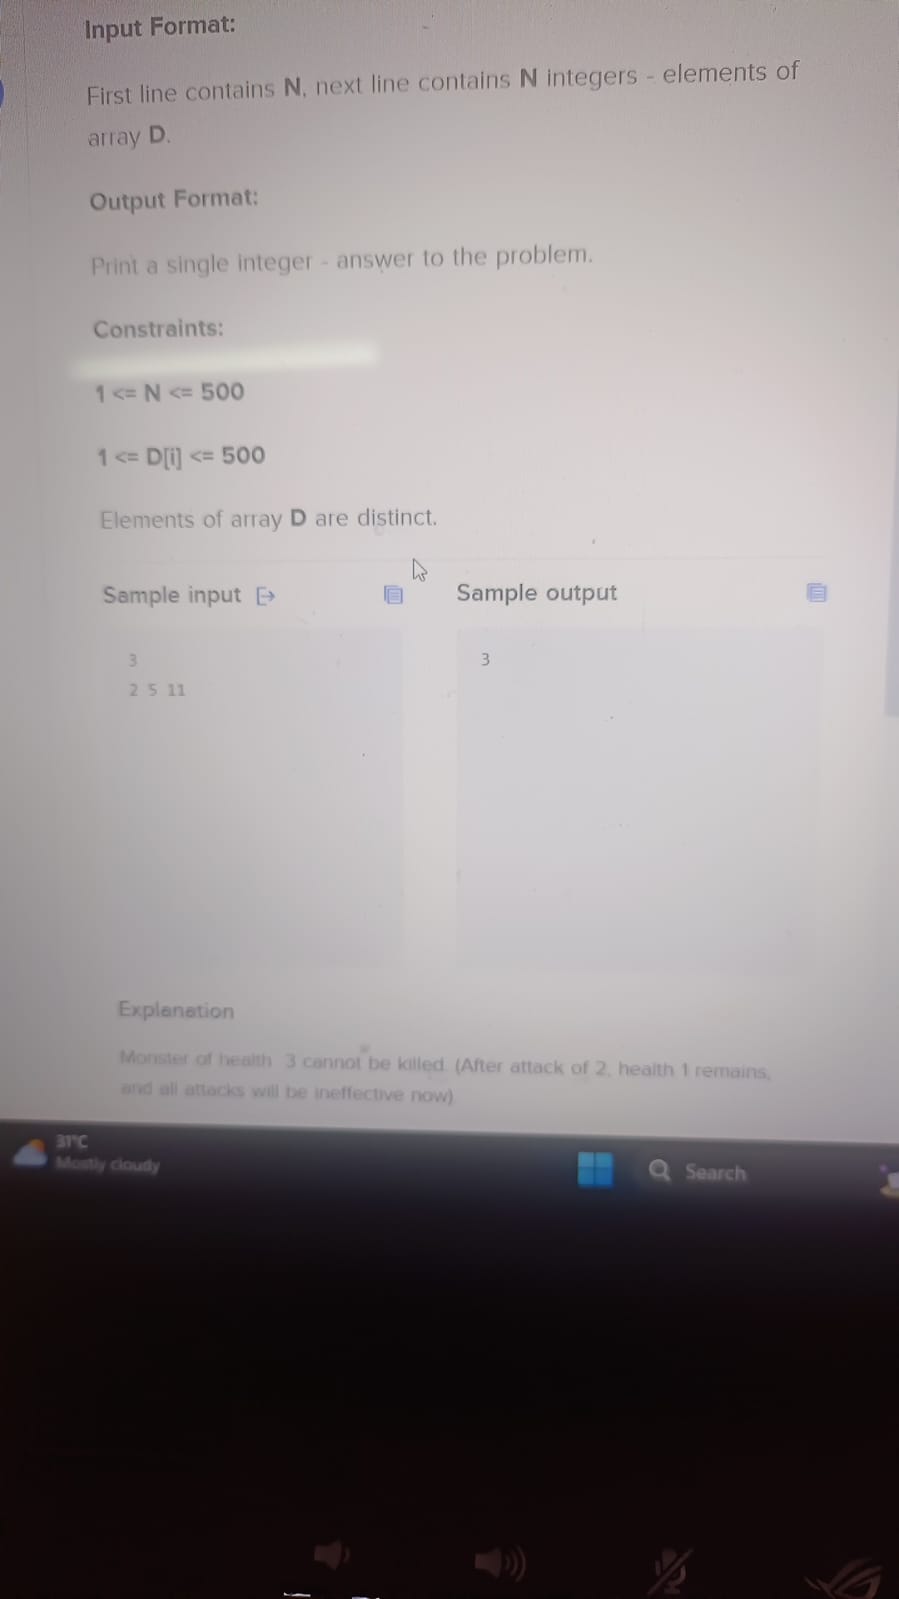 Input Format:
First line contains N, next line contains N integers - elements of
array D.
Output Format:
Print a single integer - answer to the problem.
Constraints:
1 <= N <= 500
1 <= D[i] <= 500
Elements of array D are distinct.
Sample input
Sample output
3
2 5 11
3
Explanation
Monster of health 3 cannot be killed. (After attack of 2, health 1 remains,
and all attacks will be ineffective now)
31°C
Mostly cloudy
Search